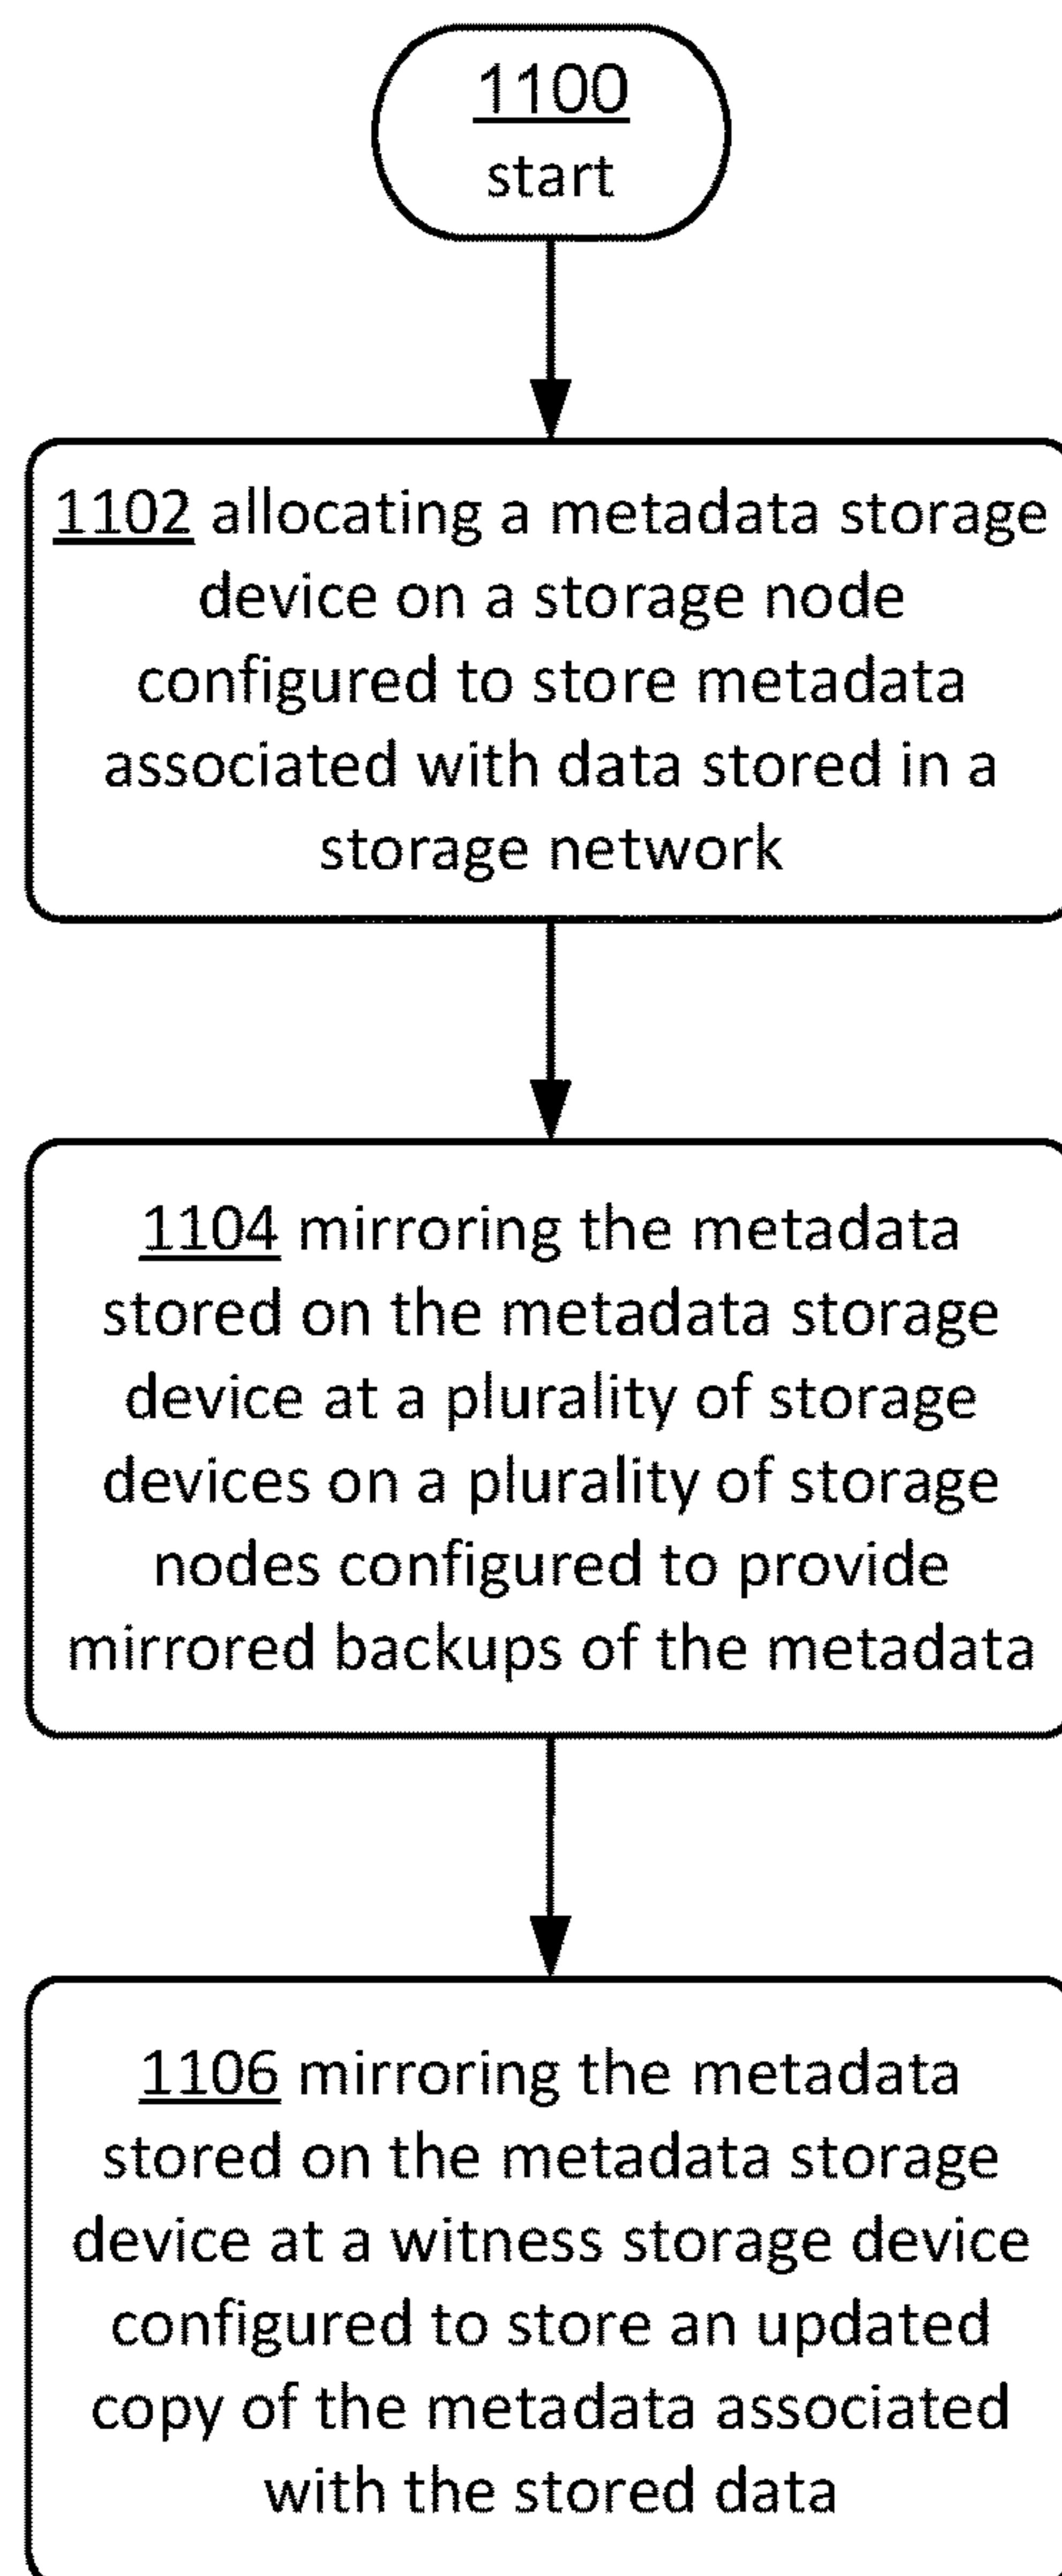 1100
start
1102 allocating a metadata storage
device on a storage node
configured to store metadata
associated with data stored in a
storage network
1104 mirroring the metadata
stored on the metadata storage
device at a plurality of storage
devices on a plurality of storage
nodes configured to provide
mirrored backups of the metadata
1106 mirroring the metadata
stored on the metadata storage
device at a witness storage device
configured to store an updated
copy of the metadata associated
with the stored data